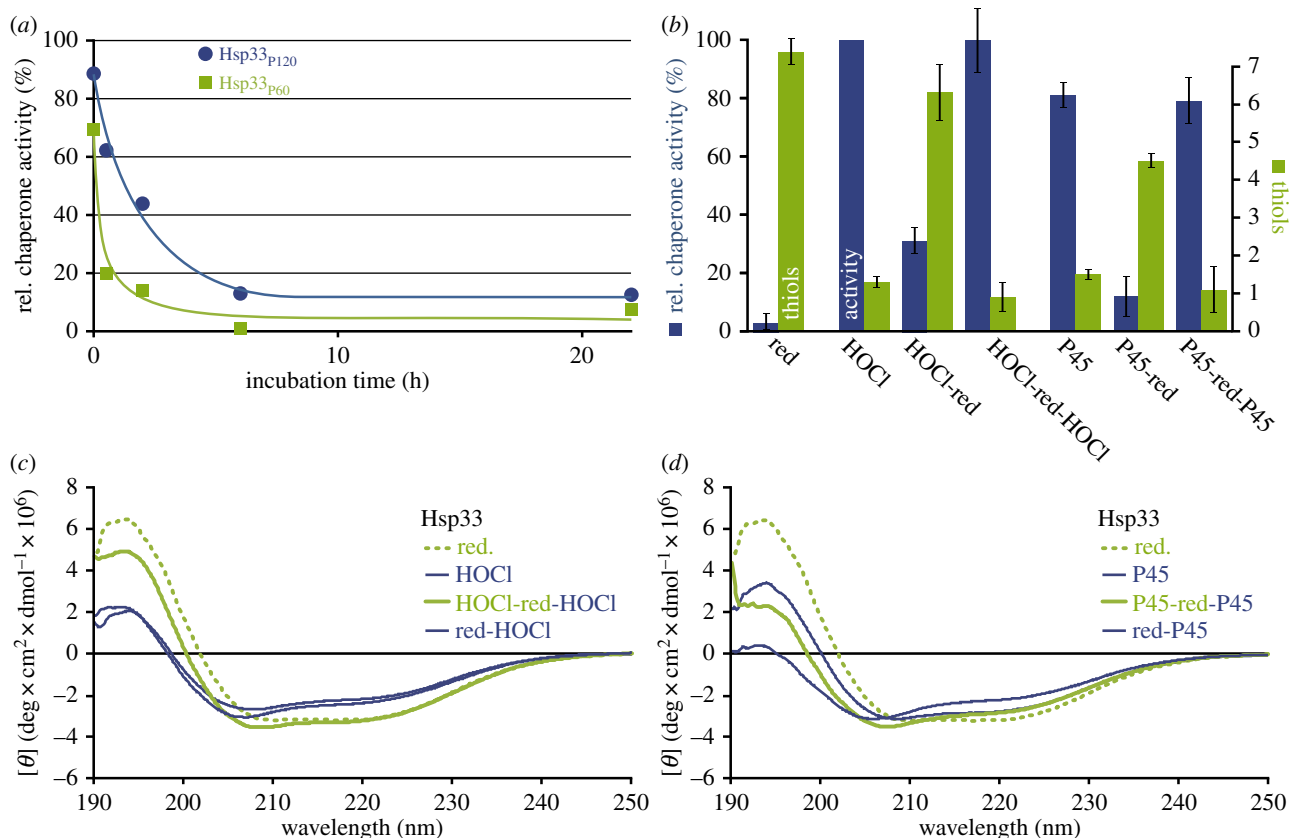 (a)
rel. chaperone activity (%)
100
80
60
40
20
0
Hsp33P120
Hsp33P60
0
10
20
incubation time (h)
(b)
rel. chaperone activity (%)
100
80
60
40
20
0
thiols
activity
7
6
5
4
3
2
1
0
thiols
red
HOCl
HOCl-red
HOCl-red-HOCl
P45
P45-red
P45-red-P45
(c)
[θ] (deg × cm² × dmol⁻¹ × 10⁶)
8
6
4
2
0
–2
–4
–6
Hsp33
red.
HOCl
HOCl-red-HOCl
red-HOCl
190 200 210 220 230 240 250
wavelength (nm)
(d)
[θ] (deg × cm² × dmol⁻¹ × 10⁶)
8
6
4
2
0
–2
–4
–6
Hsp33
red.
P45
P45-red-P45
red-P45
190 200 210 220 230 240 250
wavelength (nm)